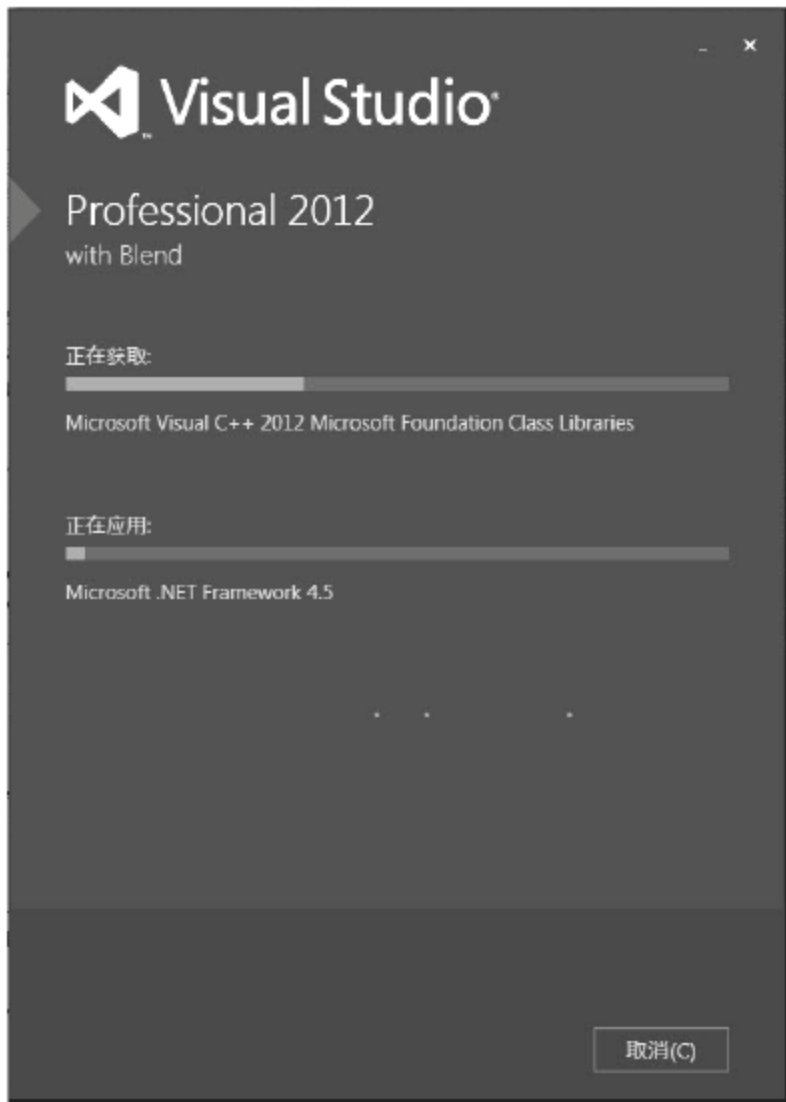 Visual Studio®
Professional 2012
with Blend
正在获取:
Microsoft Visual C++ 2012 Microsoft Foundation Class Libraries
正在应用:
Microsoft .NET Framework 4.5
取消(C)